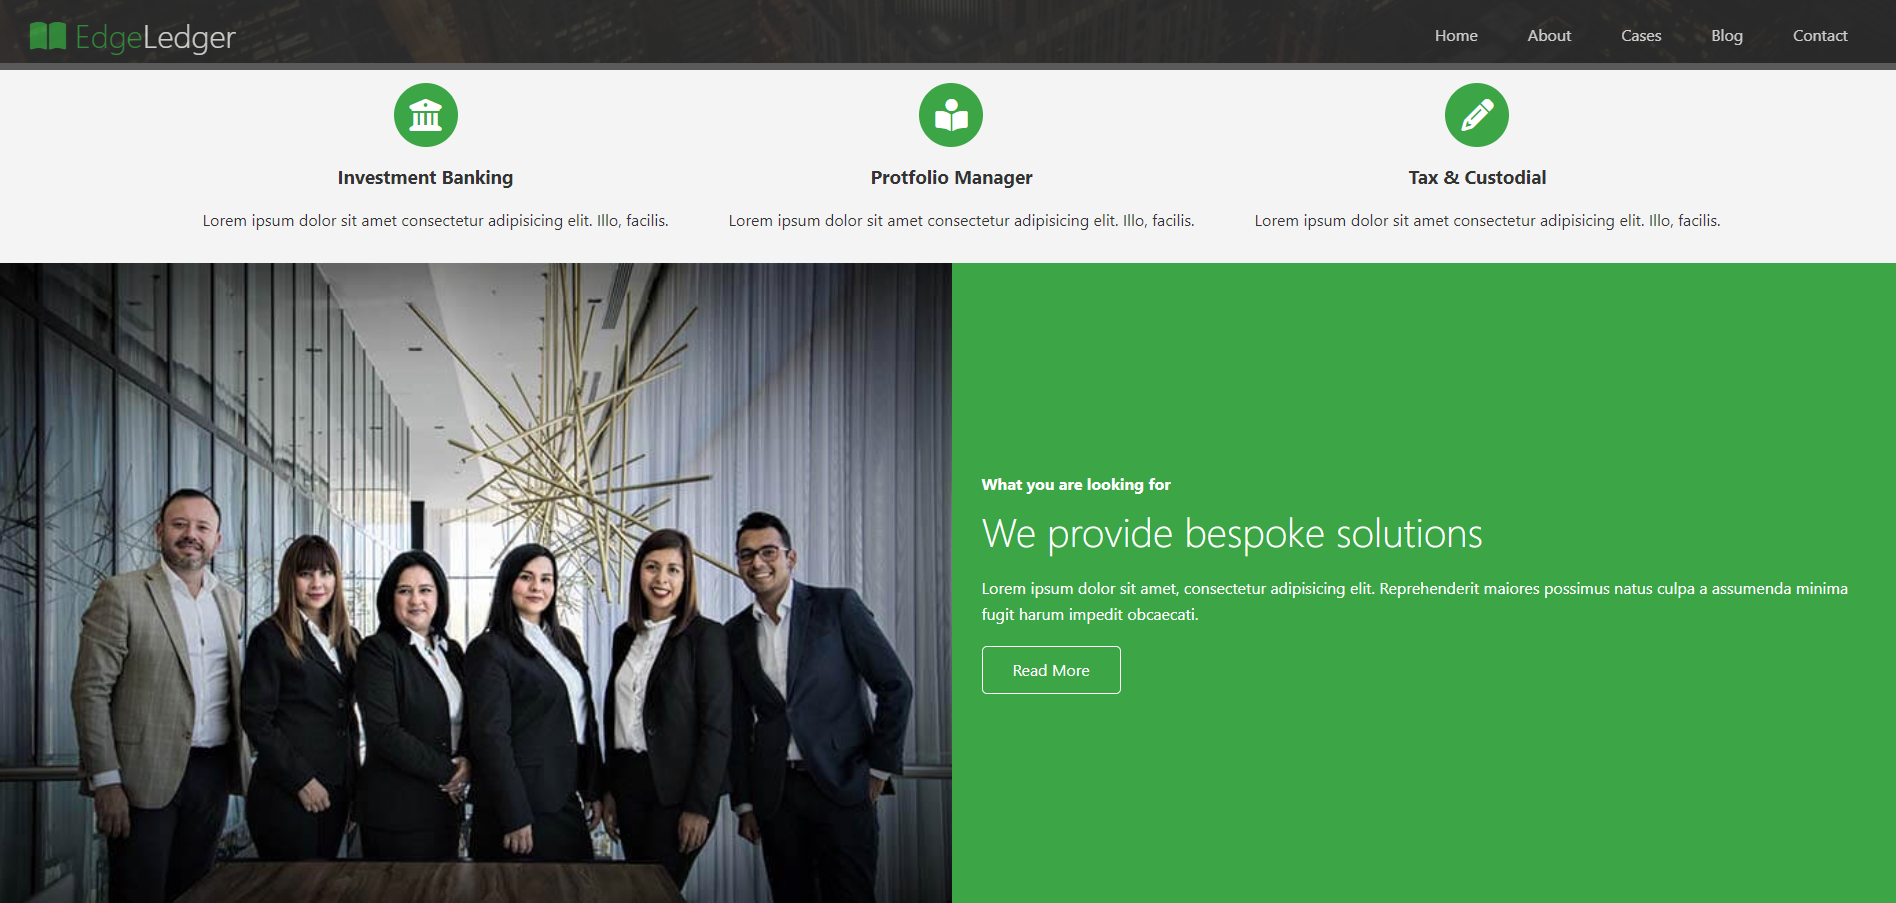 EdgeLedger
Home About Cases Blog Contact
Investment Banking
Lorem ipsum dolor sit amet consectetur adipisicing elit. Illo, facilis.
Protfolio Manager
Lorem ipsum dolor sit amet consectetur adipisicing elit. Illo, facilis.
Tax & Custodial
Lorem ipsum dolor sit amet consectetur adipisicing elit. Illo, facilis.
What you are looking for
We provide bespoke solutions
Lorem ipsum dolor sit amet, consectetur adipisicing elit. Reprehenderit maiores possimus natus culpa a assumenda minima
fugit harum impedit obcaecati.
Read More